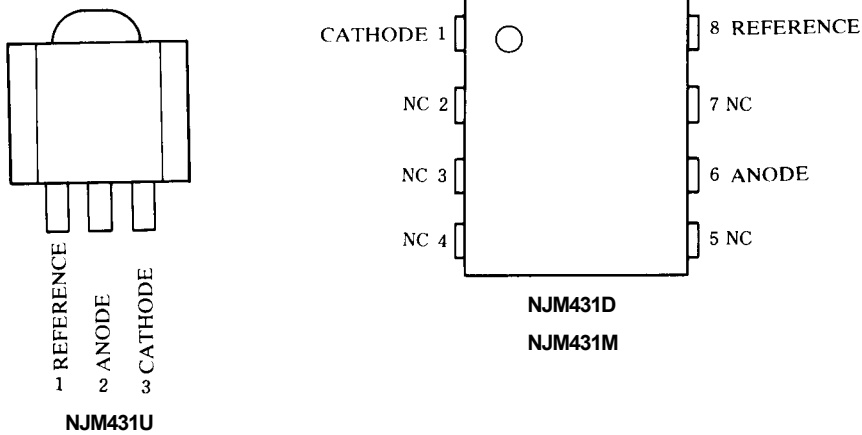 CATHODE 1
8 REFERENCE
NC 2
7 NC
NC 3
6 ANODE
NC 4
5 NC
NJM431D
NJM431M
1 REFERENCE
2 ANODE
3 CATHODE
NJM431U